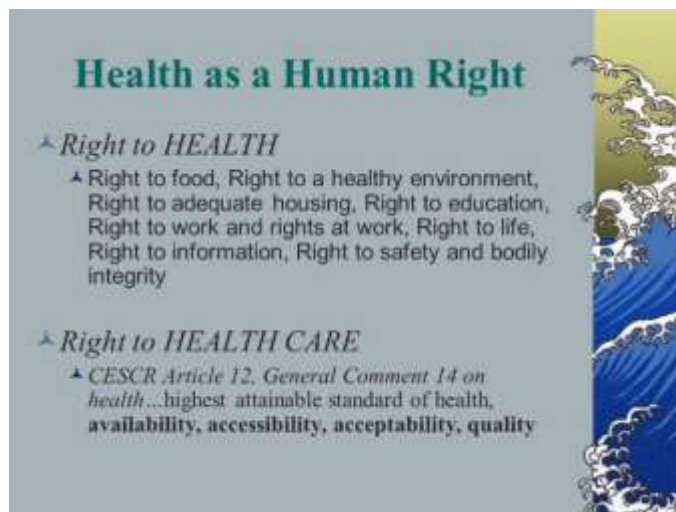 Health as a Human Right
Right to HEALTH
Right to food, Right to a healthy environment,
Right to adequate housing, Right to education,
Right to work and rights at work, Right to life,
Right to information, Right to safety and bodily
integrity
Right to HEALTH CARE
CESCR Article 12, General Comment 14 on
health...highest attainable standard of health,
availability, accessibility, acceptability, quality